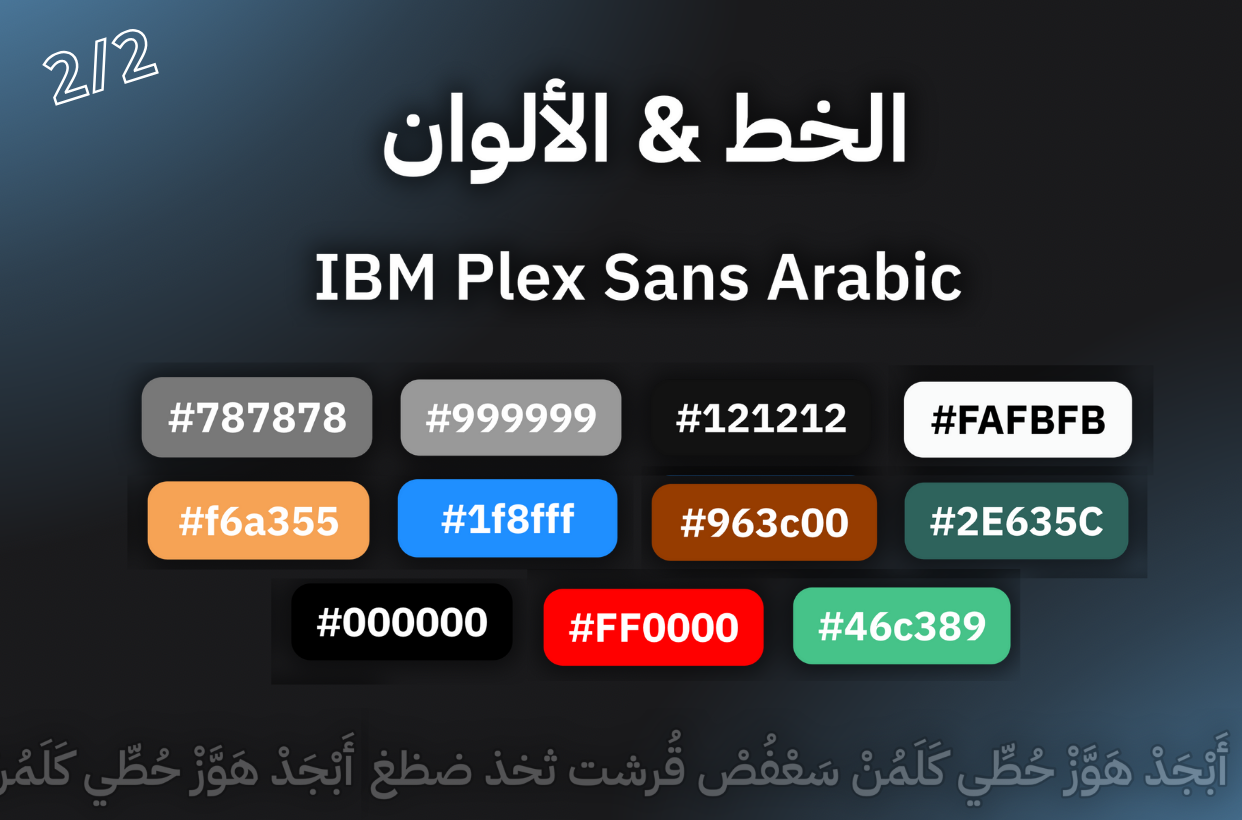 2/2
الخط & الألوان
IBM Plex Sans Arabic
#787878 #999999 #121212 #FAFBFB
#f6a355 #1f8fff #963c00 #2E635C
#000000 #FF0000 #46c389
أَبْجَدْ هَوَّزْ حُطِّي كَلَمُنْ سَعْفُصْ قُرشت ثخذ ضظغ أَبْجَدْ هَوَّزْ حُطِّي كَلَمُن